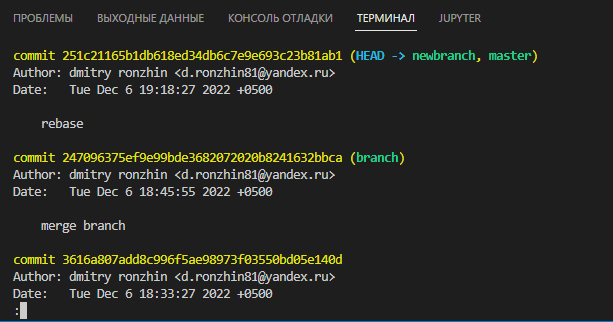 ПРОБЛЕМЫ ВЫХОДНЫЕ ДАННЫЕ КОНСОЛЬ ОТЛАДКИ ТЕРМИНАЛ JUPYTER
commit 251c21165b1db618ed34db6c7e9e693c23b81ab1 (HEAD -> newbranch, master)
Author: dmitry ronzhin <d.ronzhin81@yandex.ru>
Date: Tue Dec 6 19:18:27 2022 +0500
rebase
commit 247096375ef9e99bde3682072020b8241632bbca (branch)
Author: dmitry ronzhin <d.ronzhin81@yandex.ru>
Date: Tue Dec 6 18:45:55 2022 +0500
merge branch
commit 3616a807add8c996f5ae98973f03550bd05e140d
Author: dmitry ronzhin <d.ronzhin81@yandex.ru>
Date: Tue Dec 6 18:33:27 2022 +0500
: